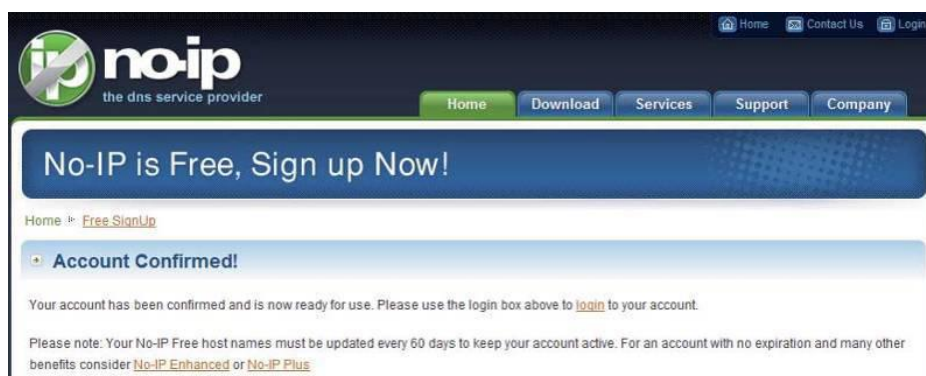 Home Contact Us Login
no-ip
the dns service provider
Home Download Services Support Company
No-IP is Free, Sign up Now!
Home Free SignUp
Account Confirmed!
Your account has been confirmed and is now ready for use. Please use the login box above to login to your account.
Please note: Your No-IP Free host names must be updated every 60 days to keep your account active. For an account with no expiration and many other
benefits consider No-IP Enhanced or No-IP Plus